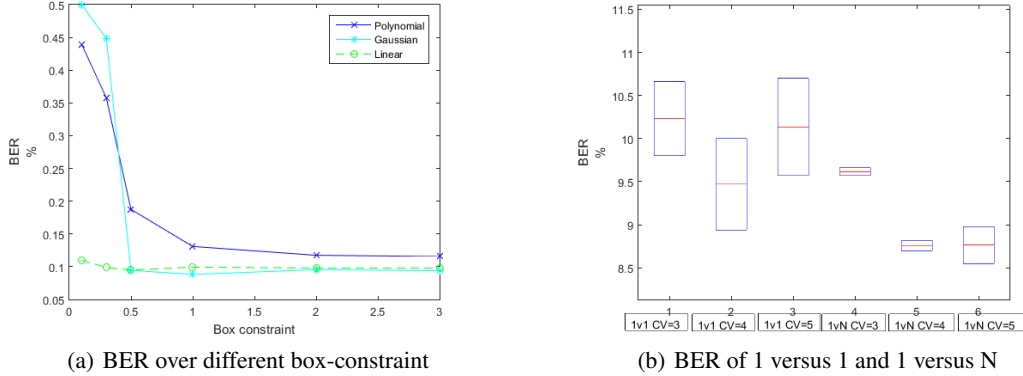 0.5
0.45
0.4
0.35
0.3
0.25
0.2
0.15
0.1
0.05
BER
%
0
0.5
1
1.5
2
2.5
3
Box constraint
Polynomial
Gaussian
Linear
(a) BER over different box-constraint
11.5
11
10.5
10
9.5
9
8.5
BER
%
1
2
3
4
5
6
1v1 CV=3
1v1 CV=4
1v1 CV=5
1vN CV=3
1vN CV=4
1vN CV=5
(b) BER of 1 versus 1 and 1 versus N